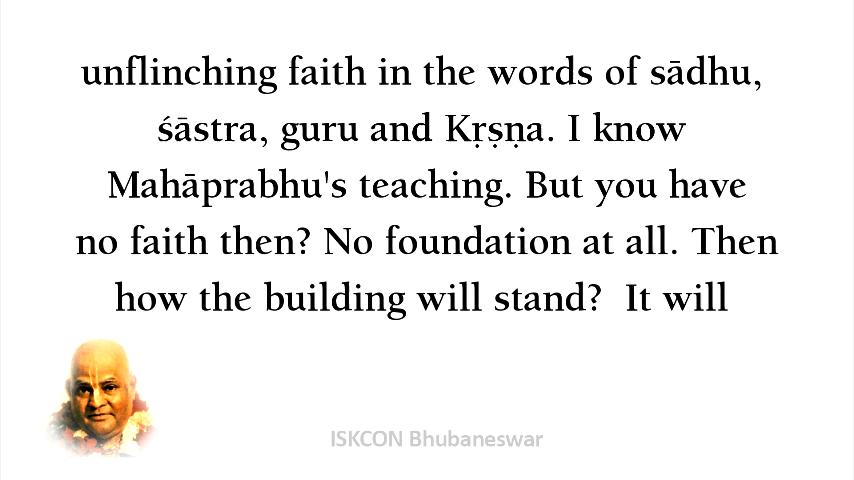 unflinching faith in the words of sādhu,
śāstra, guru and Kṛṣṇa. I know
Mahāprabhu's teaching. But you have
no faith then? No foundation at all. Then
how the building will stand?  It will
ISKCON Bhubaneswar